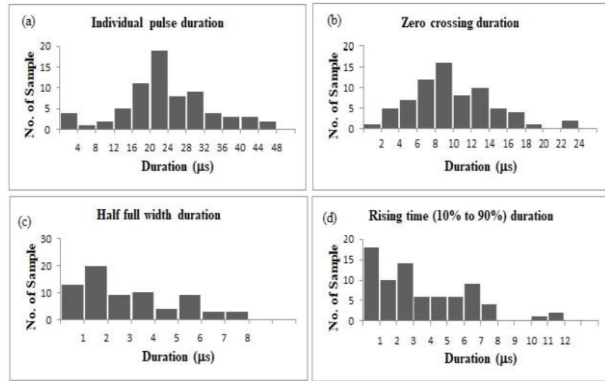 (a)
Individual pulse duration
No. of Sample
20
15
10
5
0
4 8 12 16 20 24 28 32 36 40 44 48
Duration (μs)
(b)
Zero crossing duration
No. of Sample
20
15
10
5
0
2 4 6 8 10 12 14 16 18 20 22 24
Duration (μs)
(c)
Half full width duration
No. of Sample
30
20
10
0
1 2 3 4 5 6 7 8
Duration (μs)
(d)
Rising time (10% to 90%) duration
No. of Sample
20
15
10
5
0
1 2 3 4 5 6 7 8 9 10 11 12
Duration (μs)